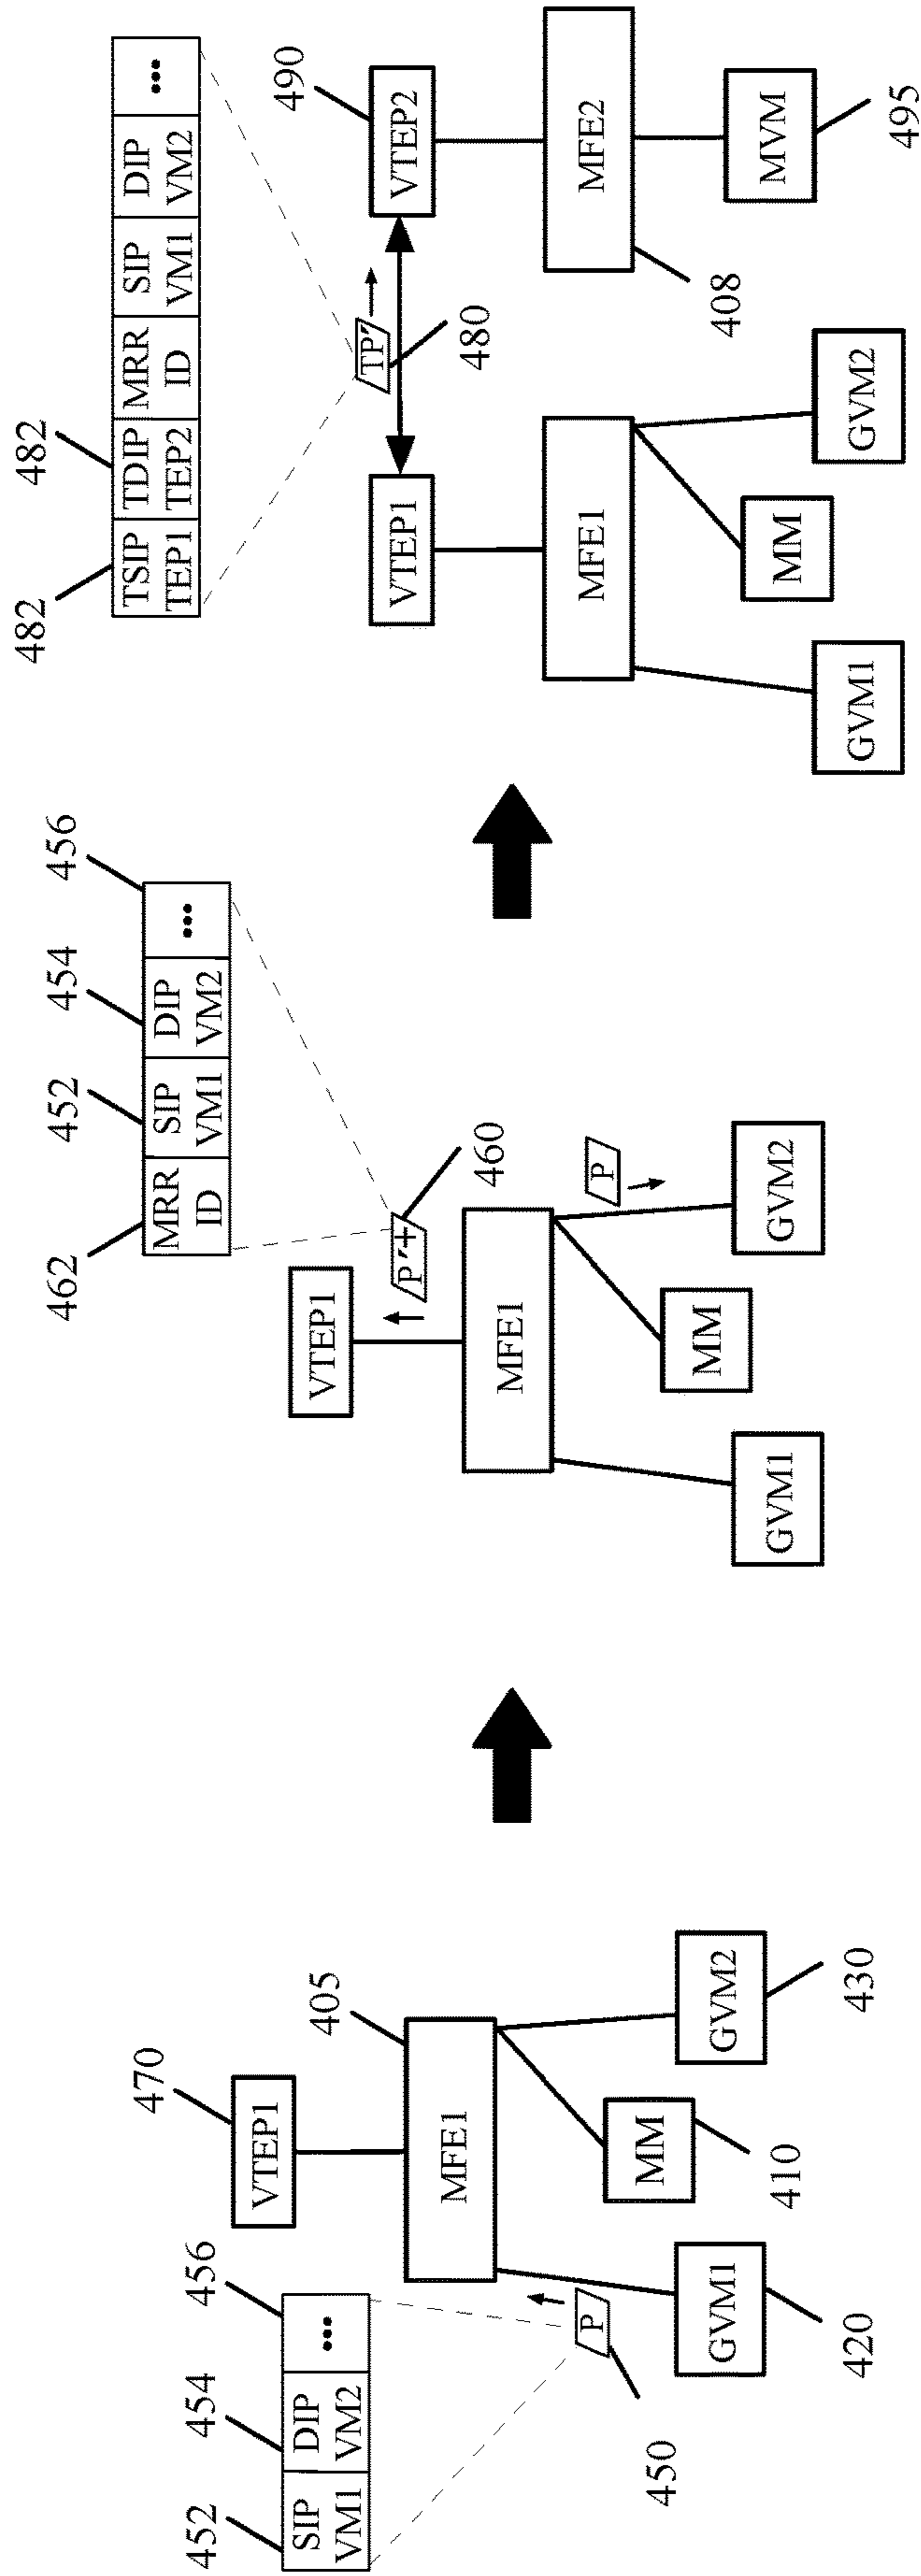 452
454
456
SIP
VM1
DIP
VM2
...
470
VTEP1
405
MFE1
P
450
GVM1
420
MM
410
GVM2
430
462
452
454
456
MRR
ID
SIP
VM1
DIP
VM2
...
VTEP1
P´+
460
MFE1
P
GVM1
MM
GVM2
482
482
TSIP
TEP1
TDIP
TEP2
MRR
ID
SIP
VM1
DIP
VM2
...
TP´
480
VTEP1
VTEP2
490
MFE1
MFE2
408
GVM1
MM
GVM2
MVM
495